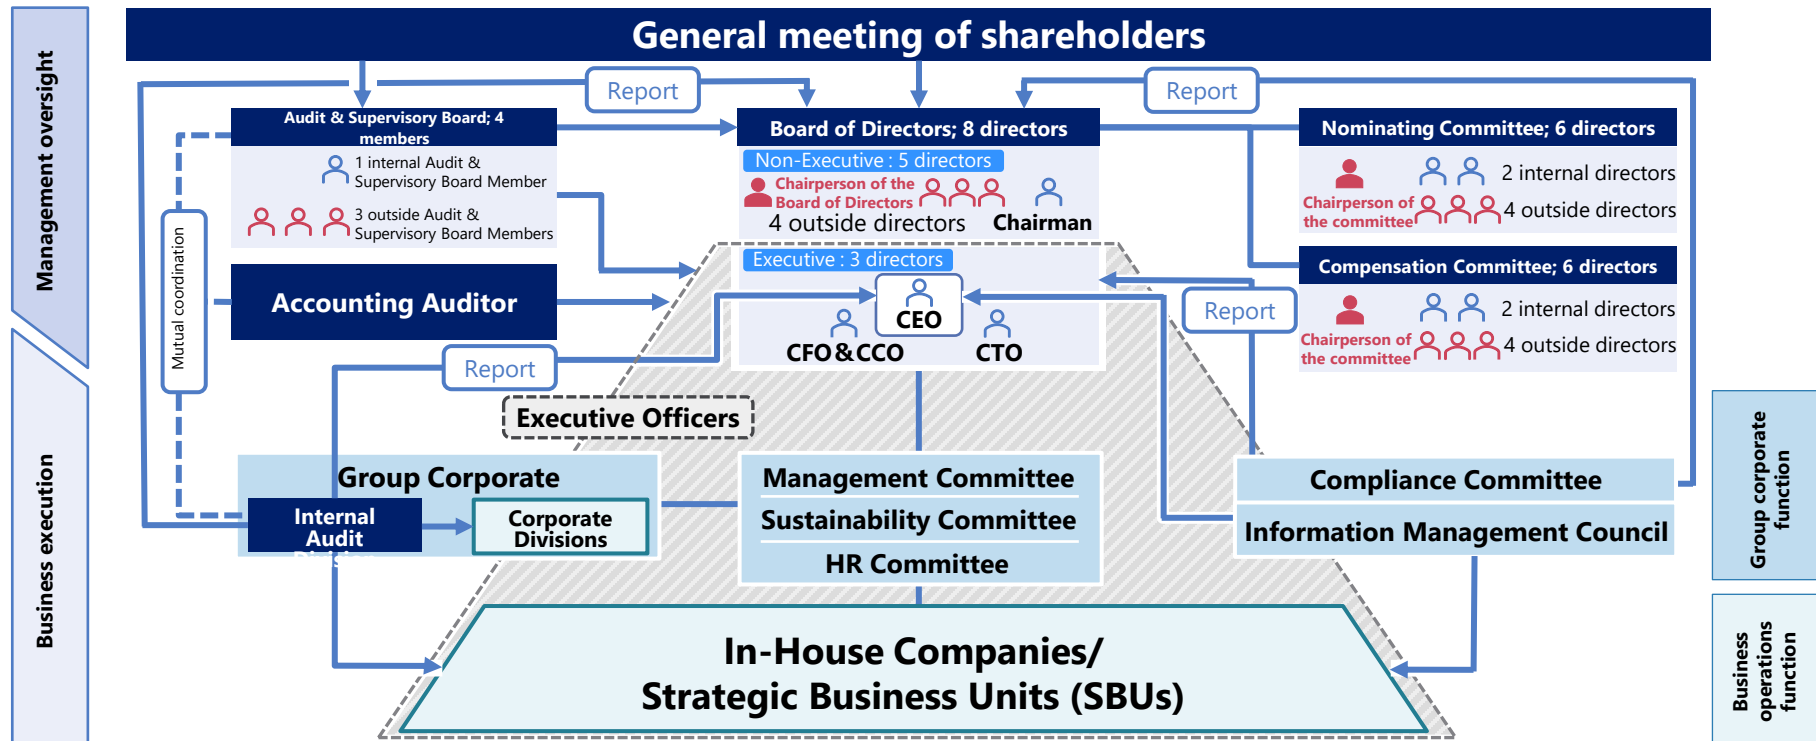 General meeting of shareholders
Management oversight
Business execution
Report
Report
Audit & Supervisory Board; 4
members
1 internal Audit &
Supervisory Board Member
3 outside Audit &
Supervisory Board Members
Mutual coordination
Accounting Auditor
Board of Directors; 8 directors
Non-Executive : 5 directors
Chairperson of the
Board of Directors
4 outside directors
Chairman
Executive : 3 directors
CEO
CFO&CCO
CTO
Nominating Committee; 6 directors
2 internal directors
Chairperson of
the committee
4 outside directors
Compensation Committee; 6 directors
2 internal directors
Chairperson of
the committee
4 outside directors
Report
Report
Executive Officers
Group Corporate
Internal
Audit
Division
Corporate
Divisions
Management Committee
Sustainability Committee
HR Committee
Compliance Committee
Information Management Council
Group corporate
function
Business
operations
function
In-House Companies/
Strategic Business Units (SBUs)